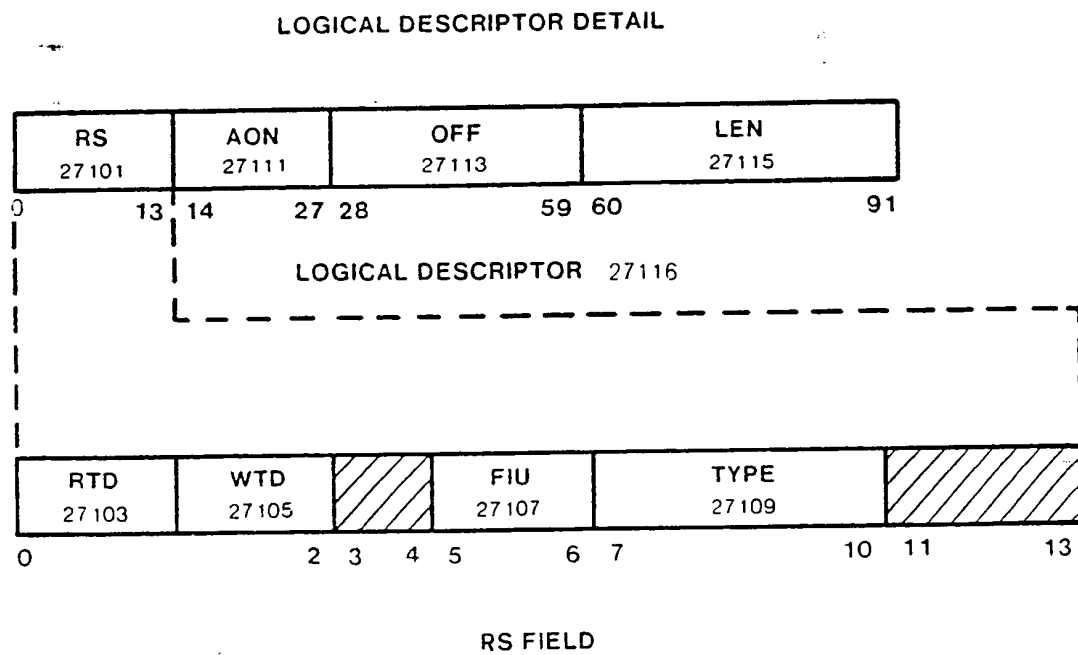 LOGICAL DESCRIPTOR DETAIL
RS AON OFF LEN
27101 27111 27113 27115
0 13 14 27 28 59 60 91
LOGICAL DESCRIPTOR 27116
RTD WTD FIU TYPE
27103 27105 27107 27109
0 2 3 4 5 6 7 10 11 13
RS FIELD